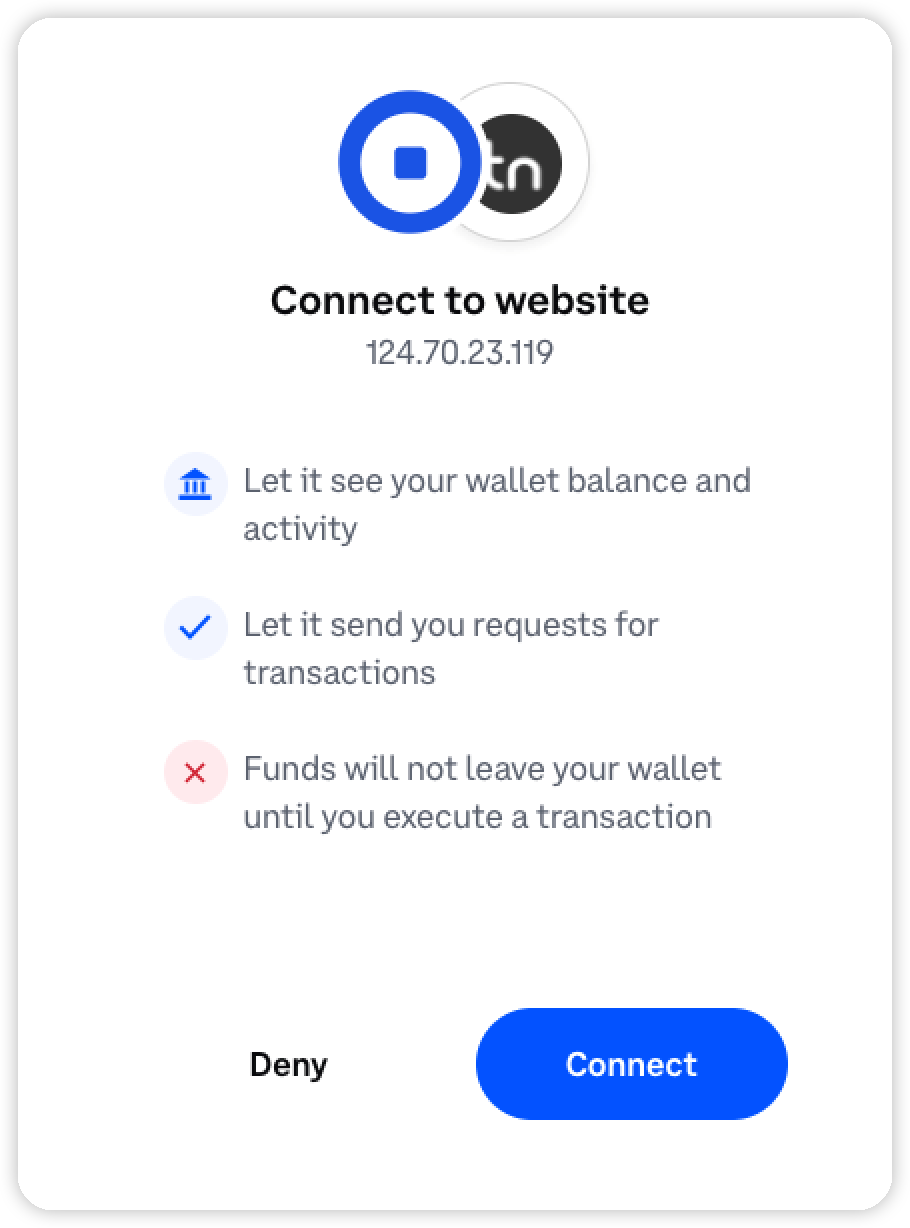 tn
Connect to website
124.70.23.119
Let it see your wallet balance and
activity
Let it send you requests for
transactions
Funds will not leave your wallet
until you execute a transaction
Deny
Connect